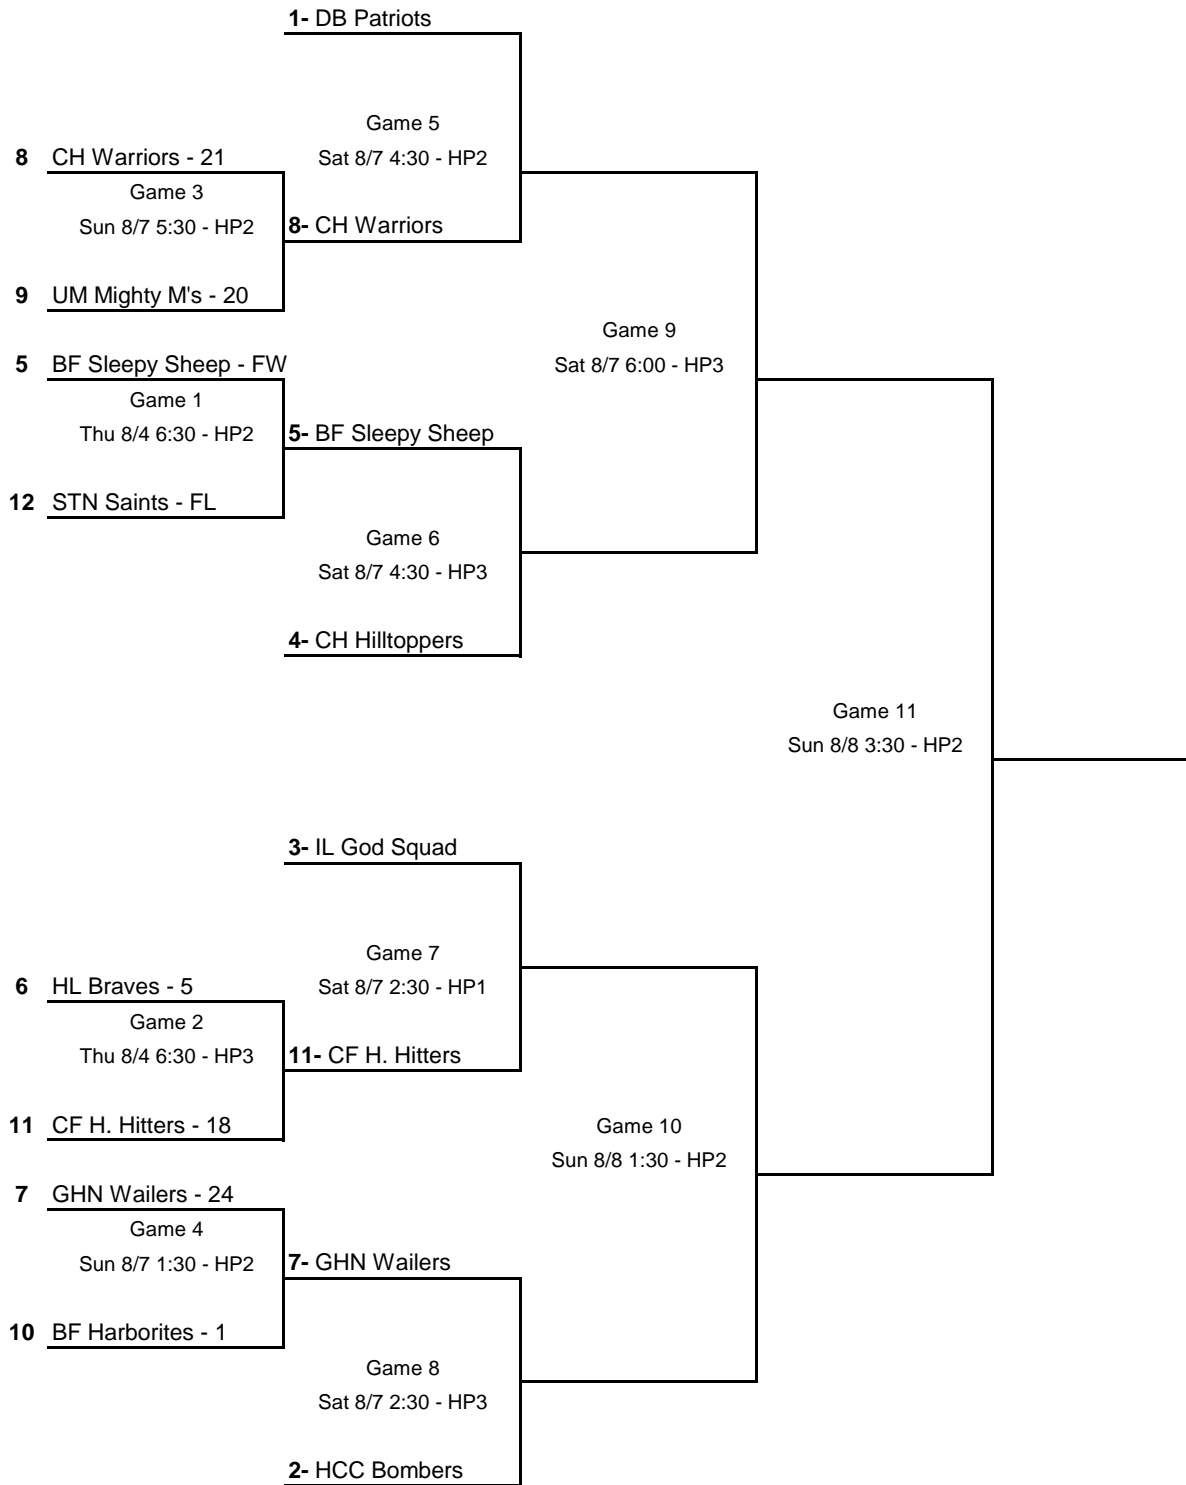 1- DB Patriots
Game 5
8 CH Warriors - 21 Sat 8/7 4:30 - HP2
Game 3
Sun 8/7 5:30 - HP2 8- CH Warriors
9 UM Mighty M's - 20
Game 9
5 BF Sleepy Sheep - FW Sat 8/7 6:00 - HP3
Game 1
Thu 8/4 6:30 - HP2 5- BF Sleepy Sheep
12 STN Saints - FL
Game 6
Sat 8/7 4:30 - HP3
4- CH Hilltoppers
Game 11
Sun 8/8 3:30 - HP2
3- IL God Squad
Game 7
6 HL Braves - 5 Sat 8/7 2:30 - HP1
Game 2
Thu 8/4 6:30 - HP3 11- CF H. Hitters
11 CF H. Hitters - 18 Game 10
Sun 8/8 1:30 - HP2
7 GHN Wailers - 24
Game 4
Sun 8/7 1:30 - HP2 7- GHN Wailers
10 BF Harborites - 1
Game 8
Sat 8/7 2:30 - HP3
2- HCC Bombers